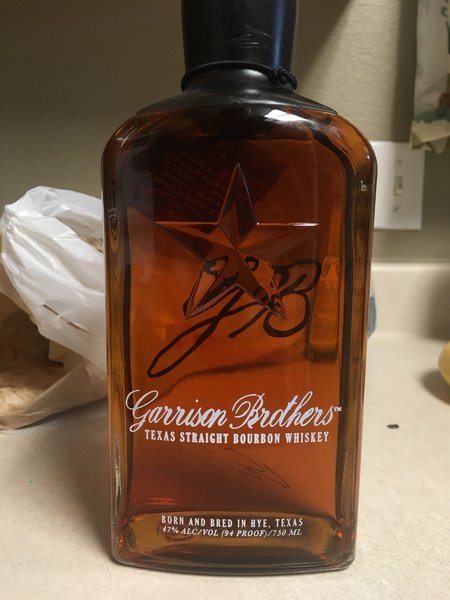 GB
Garrison Brothers™
TEXAS STRAIGHT BOURBON WHISKEY
BORN AND BRED IN HYE, TEXAS
47% ALC/VOL (94 PROOF)/750 ML